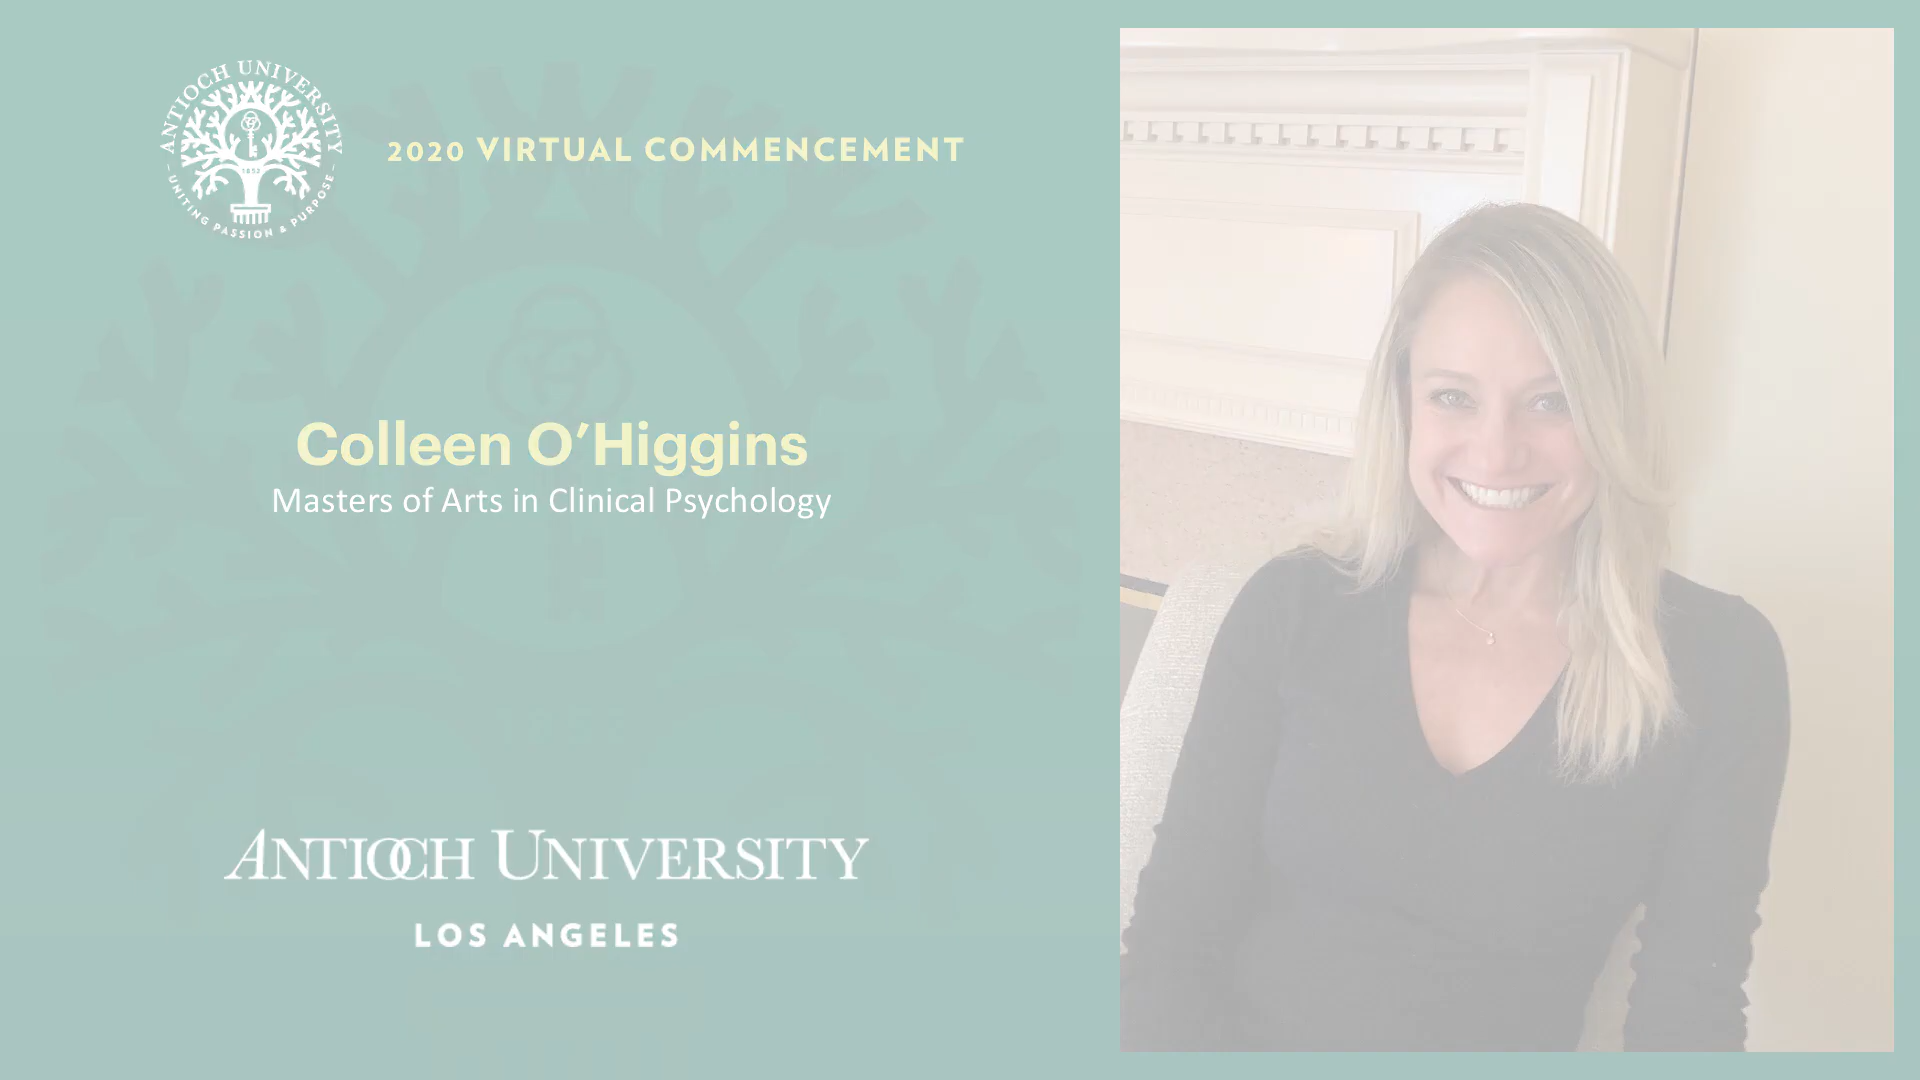 ANTIOCH UNIVERSITY
1852
UNITING PASSION & PURPOSE
2020 VIRTUAL COMMENCEMENT
Colleen O’Higgins
Masters of Arts in Clinical Psychology
ANTIOCH UNIVERSITY
LOS ANGELES